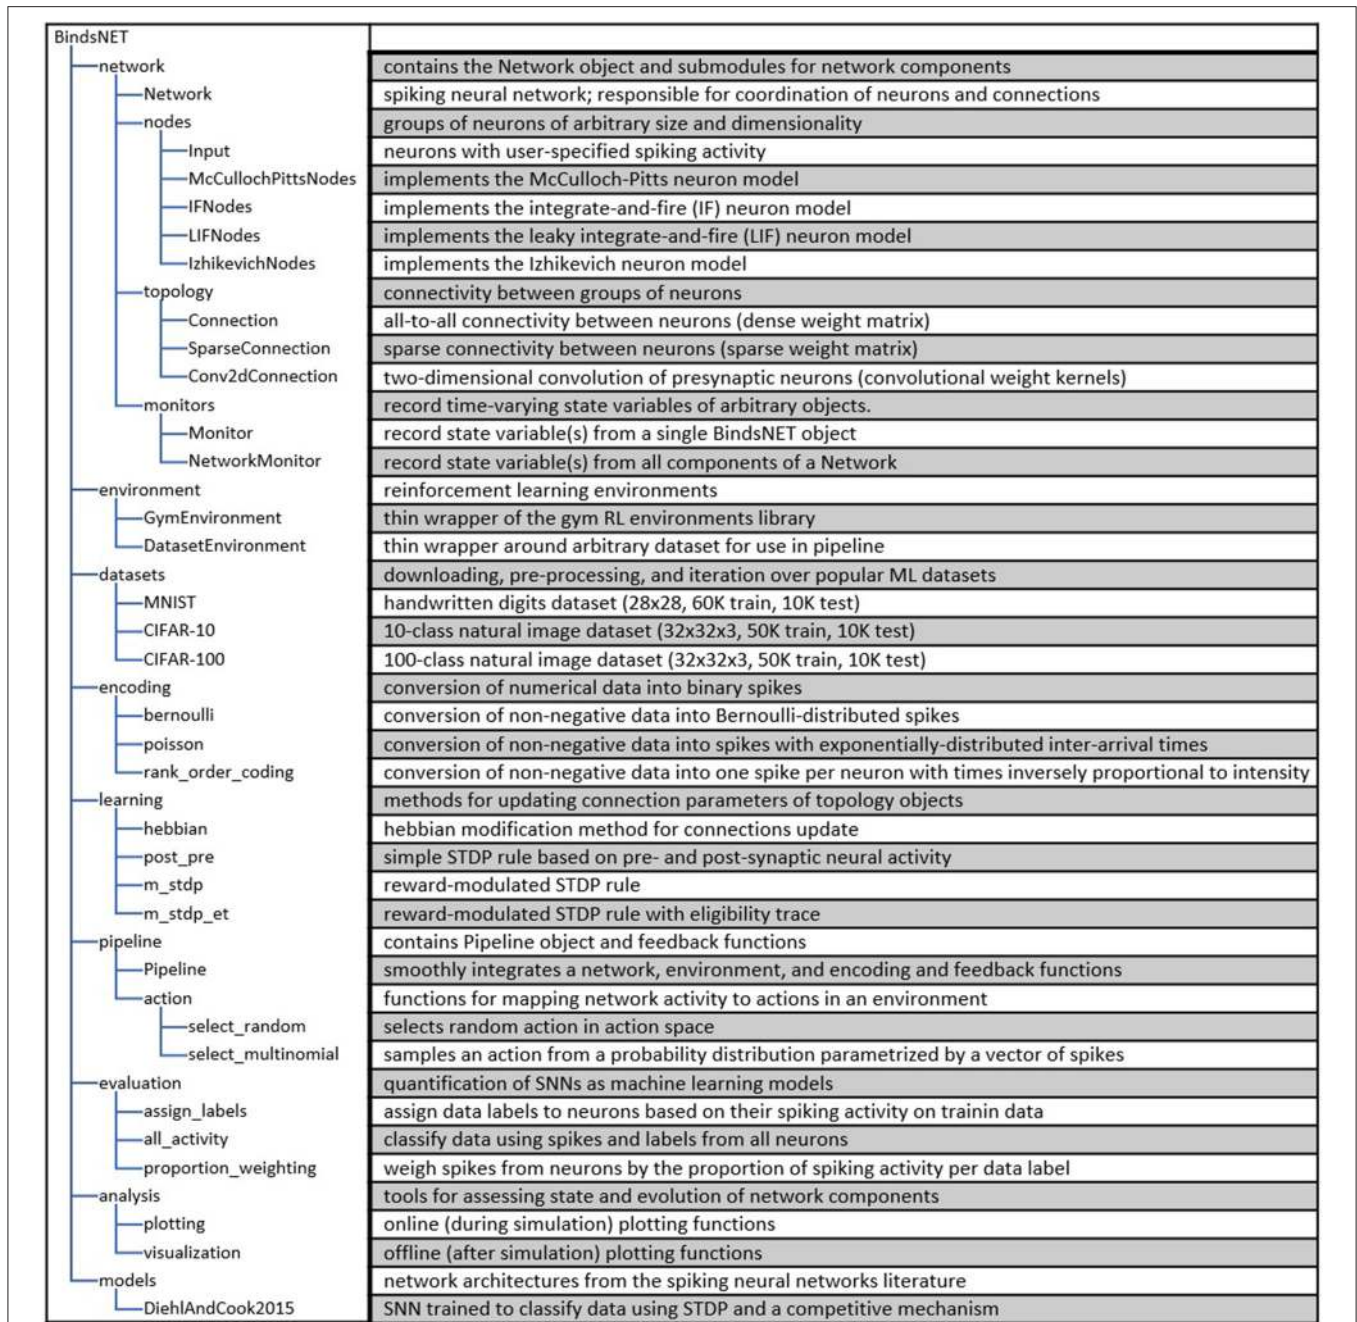 BindsNET
network contains the Network object and submodules for network components
Network spiking neural network; responsible for coordination of neurons and connections
nodes groups of neurons of arbitrary size and dimensionality
Input neurons with user-specified spiking activity
McCullochPittsNodes implements the McCulloch-Pitts neuron model
IFNodes implements the integrate-and-fire (IF) neuron model
LIFNodes implements the leaky integrate-and-fire (LIF) neuron model
IzhikevichNodes implements the Izhikevich neuron model
topology connectivity between groups of neurons
Connection all-to-all connectivity between neurons (dense weight matrix)
SparseConnection sparse connectivity between neurons (sparse weight matrix)
Conv2dConnection two-dimensional convolution of presynaptic neurons (convolutional weight kernels)
monitors record time-varying state variables of arbitrary objects.
Monitor record state variable(s) from a single BindsNET object
NetworkMonitor record state variable(s) from all components of a Network
environment reinforcement learning environments
GymEnvironment thin wrapper of the gym RL environments library
DatasetEnvironment thin wrapper around arbitrary dataset for use in pipeline
datasets downloading, pre-processing, and iteration over popular ML datasets
MNIST handwritten digits dataset (28x28, 60K train, 10K test)
CIFAR-10 10-class natural image dataset (32x32x3, 50K train, 10K test)
CIFAR-100 100-class natural image dataset (32x32x3, 50K train, 10K test)
encoding conversion of numerical data into binary spikes
bernoulli conversion of non-negative data into Bernoulli-distributed spikes
poisson conversion of non-negative data into spikes with exponentially-distributed inter-arrival times
rank_order_coding conversion of non-negative data into one spike per neuron with times inversely proportional to intensity
learning methods for updating connection parameters of topology objects
hebbian hebbian modification method for connections update
post_pre simple STDP rule based on pre- and post-synaptic neural activity
m_stdp reward-modulated STDP rule
m_stdp_et reward-modulated STDP rule with eligibility trace
pipeline contains Pipeline object and feedback functions
Pipeline smoothly integrates a network, environment, and encoding and feedback functions
action functions for mapping network activity to actions in an environment
select_random selects random action in action space
select_multinomial samples an action from a probability distribution parametrized by a vector of spikes
evaluation quantification of SNNs as machine learning models
assign_labels assign data labels to neurons based on their spiking activity on trainin data
all_activity classify data using spikes and labels from all neurons
proportion_weighting weigh spikes from neurons by the proportion of spiking activity per data label
analysis tools for assessing state and evolution of network components
plotting online (during simulation) plotting functions
visualization offline (after simulation) plotting functions
models network architectures from the spiking neural networks literature
DiehlAndCook2015 SNN trained to classify data using STDP and a competitive mechanism